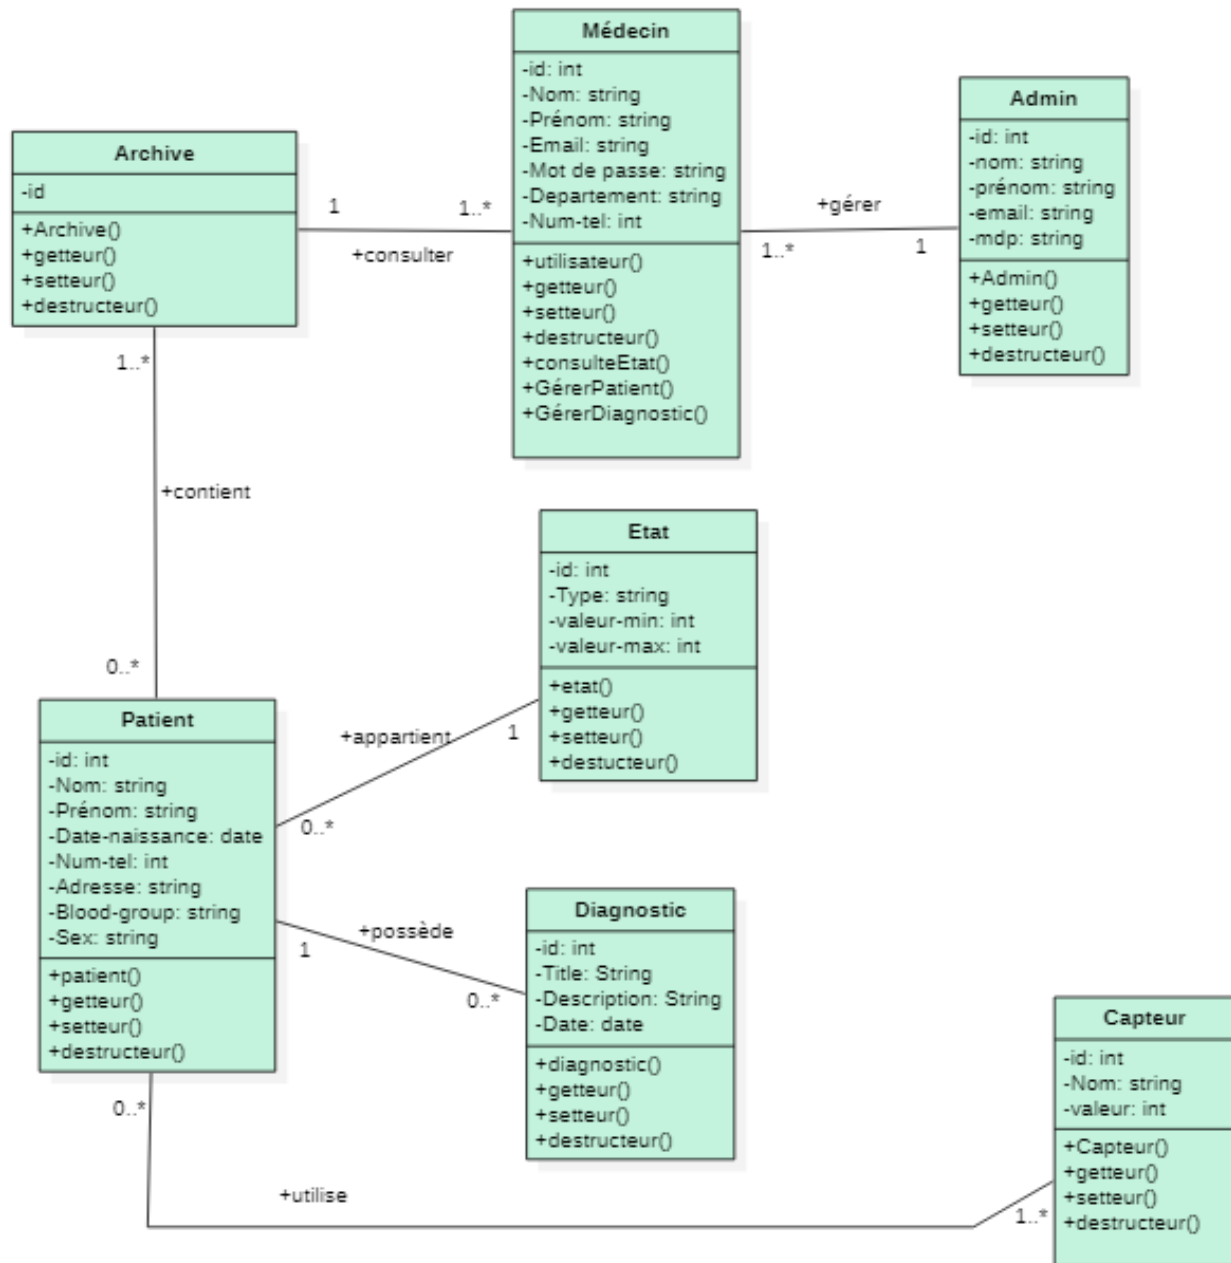 Médecin
-id: int
-Nom: string
-Prénom: string
-Email: string
-Mot de passe: string
-Departement: string
-Num-tel: int
+utilisateur()
+getteur()
+setteur()
+destructeur()
+consulteEtat()
+GérerPatient()
+GérerDiagnostic()
Admin
-id: int
-nom: string
-prénom: string
-email: string
-mdp: string
+Admin()
+getteur()
+setteur()
+destructeur()
Archive
-id
+Archive()
+getteur()
+setteur()
+destructeur()
1
1..*
+consulter
+gérer
1..*
1
1..*
+contient
0..*
Etat
-id: int
-Type: string
-valeur-min: int
-valeur-max: int
+etat()
+getteur()
+setteur()
+destucteur()
Patient
-id: int
-Nom: string
-Prénom: string
-Date-naissance: date
-Num-tel: int
-Adresse: string
-Blood-group: string
-Sex: string
+patient()
+getteur()
+setteur()
+destructeur()
+appartient
1
0..*
+possède
1
0..*
Diagnostic
-id: int
-Title: String
-Description: String
-Date: date
+diagnostic()
+getteur()
+setteur()
+destructeur()
Capteur
-id: int
-Nom: string
-valeur: int
+Capteur()
+getteur()
+setteur()
+destructeur()
0..*
+utilise
1..*